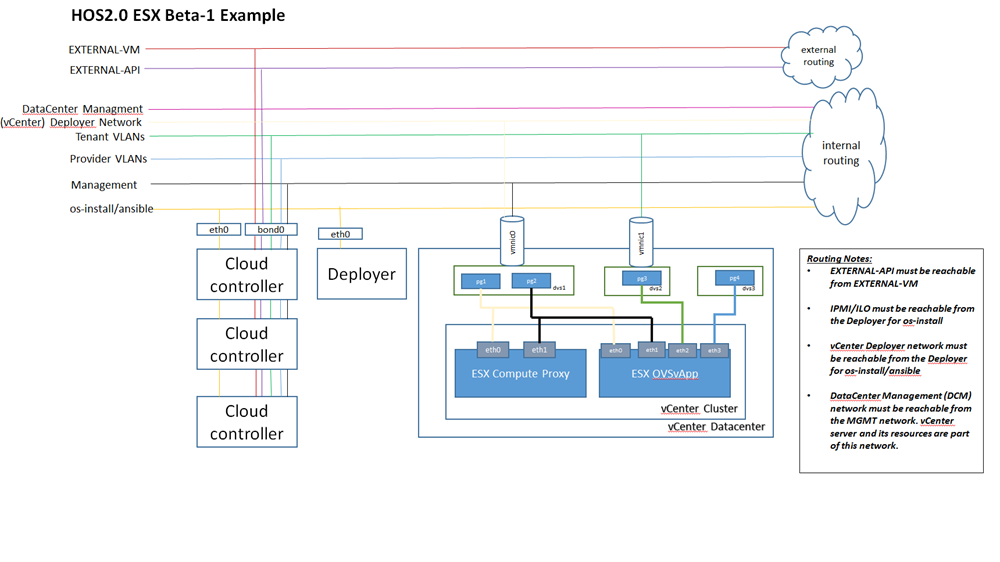 HOS2.0 ESX Beta-1 Example
EXTERNAL-VM
EXTERNAL-API
external
routing
DataCenter Managment
(vCenter) Deployer Network
Tenant VLANs
Provider VLANs
Management
os-install/ansible
internal
routing
eth0
bond0
eth0
vmnic0
vmnic1
Cloud
controller
Deployer
pg1
pg2
dvs1
pg3
dvs2
pg4
dvs3
Cloud
controller
eth0
eth1
eth0
eth1
eth2
eth3
ESX Compute Proxy
ESX OVSvApp
vCenter Cluster
vCenter Datacenter
Cloud
controller
Routing Notes:
• EXTERNAL-API must be reachable
from EXTERNAL-VM
• IPMI/ILO must be reachable from
the Deployer for os-install
• vCenter Deployer network must
be reachable from the Deployer
for os-install/ansible
• DataCenter Management (DCM)
network must be reachable from
the MGMT network. vCenter
server and its resources are part
of this network.